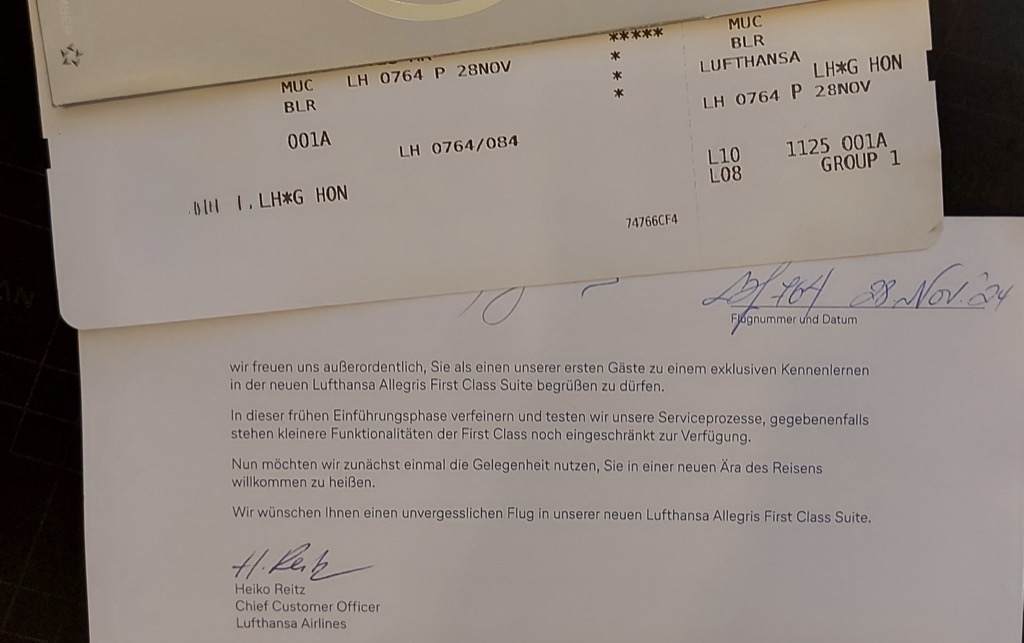 MUC
BLR
LH 0764 P 28NOV
*****
*
*
*
001A
LH 0764/084
LH*G HON
74766CF4
MUC
BLR
LUFTHANSA
LH*G HON
LH 0764 P 28NOV
L10 1125 001A
L08 GROUP 1
LH 764 28. Nov. '24
Flugnummer und Datum
wir freuen uns außerordentlich, Sie als einen unserer ersten Gäste zu einem exklusiven Kennenlernen
in der neuen Lufthansa Allegris First Class Suite begrüßen zu dürfen.
In dieser frühen Einführungsphase verfeinern und testen wir unsere Serviceprozesse, gegebenenfalls
stehen kleinere Funktionalitäten der First Class noch eingeschränkt zur Verfügung.
Nun möchten wir zunächst einmal die Gelegenheit nutzen, Sie in einer neuen Ära des Reisens
willkommen zu heißen.
Wir wünschen Ihnen einen unvergesslichen Flug in unserer neuen Lufthansa Allegris First Class Suite.
H. Reitz
Heiko Reitz
Chief Customer Officer
Lufthansa Airlines